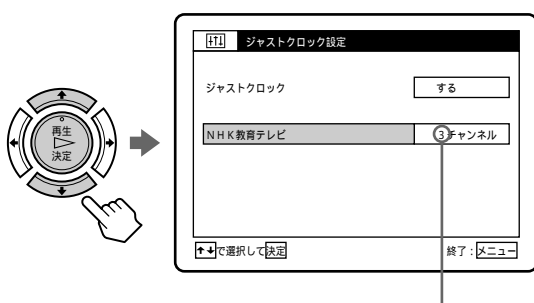 ジャストクロック設定
ジャストクロック
する
NHK教育テレビ
3チャンネル
再生
決定
↑↓で選択して決定
終了:メニュー